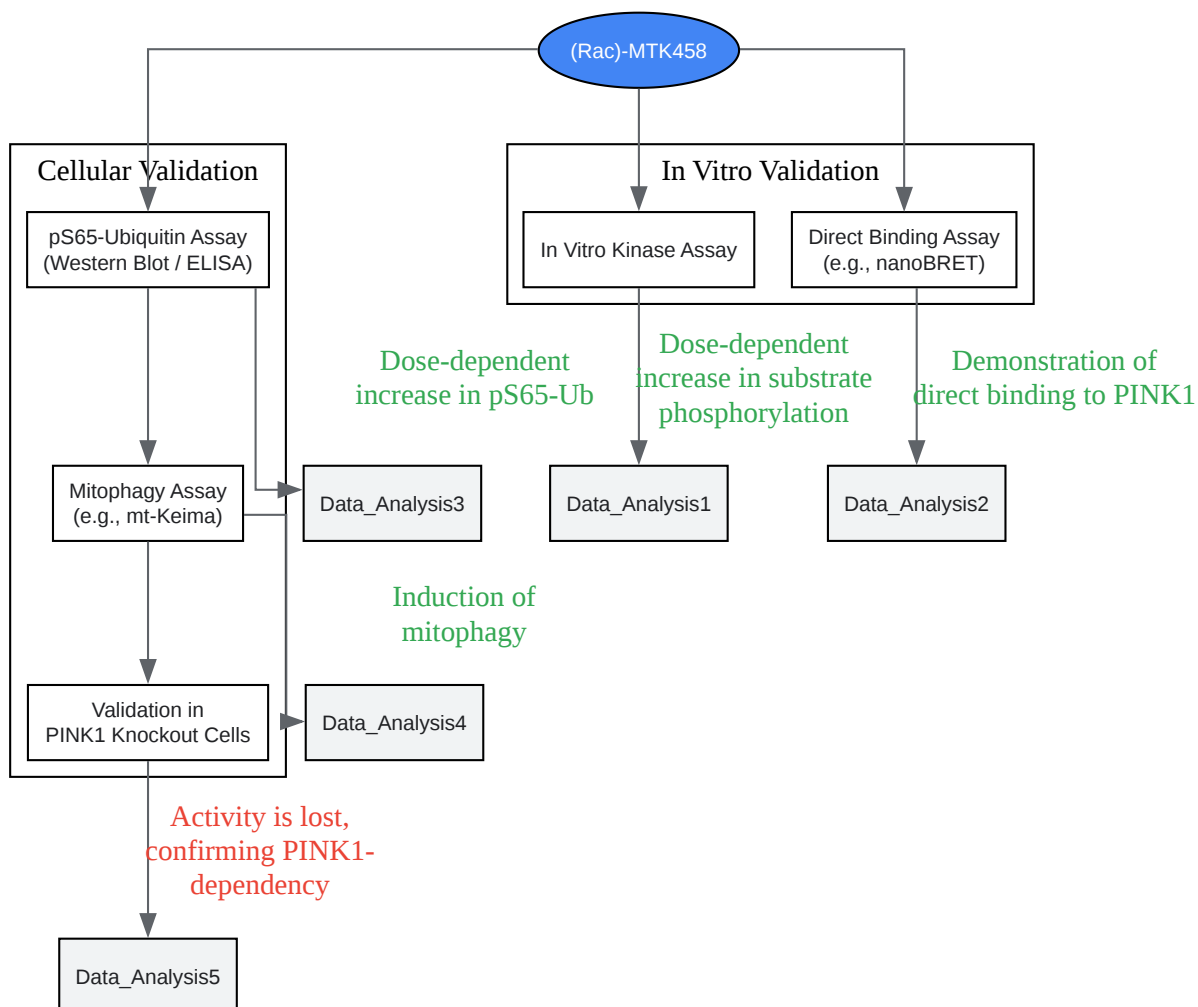 (Rac)-MTK458
Cellular Validation
In Vitro Validation
pS65-Ubiquitin Assay
(Western Blot / ELISA)
In Vitro Kinase Assay
Direct Binding Assay
(e.g., nanoBRET)
Dose-dependent
increase in pS65-Ub
Dose-dependent
increase in substrate
phosphorylation
Demonstration of
direct binding to PINK1
Mitophagy Assay
(e.g., mt-Keima)
Data_Analysis3
Data_Analysis1
Data_Analysis2
Induction of
mitophagy
Validation in
PINK1 Knockout Cells
Data_Analysis4
Activity is lost,
confirming PINK1-
dependency
Data_Analysis5